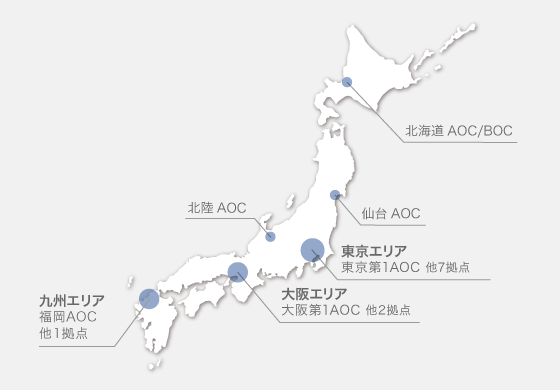 北海道 AOC/BOC
北陸 AOC
仙台 AOC
東京エリア
東京第1AOC 他7拠点
大阪エリア
大阪第1AOC 他2拠点
九州エリア
福岡AOC
他1拠点